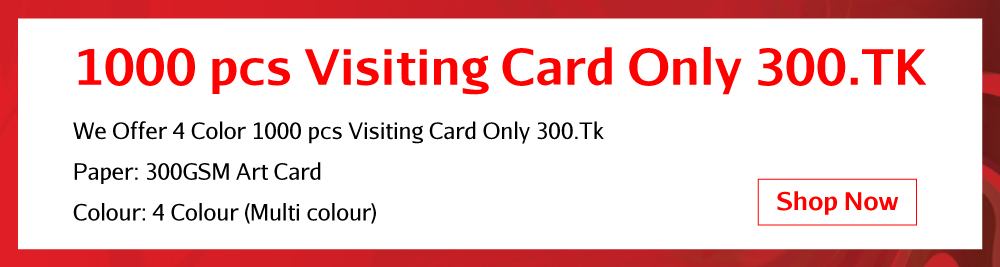 1000 pcs Visiting Card Only 300.TK
We Offer 4 Color 1000 pcs Visiting Card Only 300.Tk
Paper: 300GSM Art Card
Colour: 4 Colour (Multi colour)
Shop Now